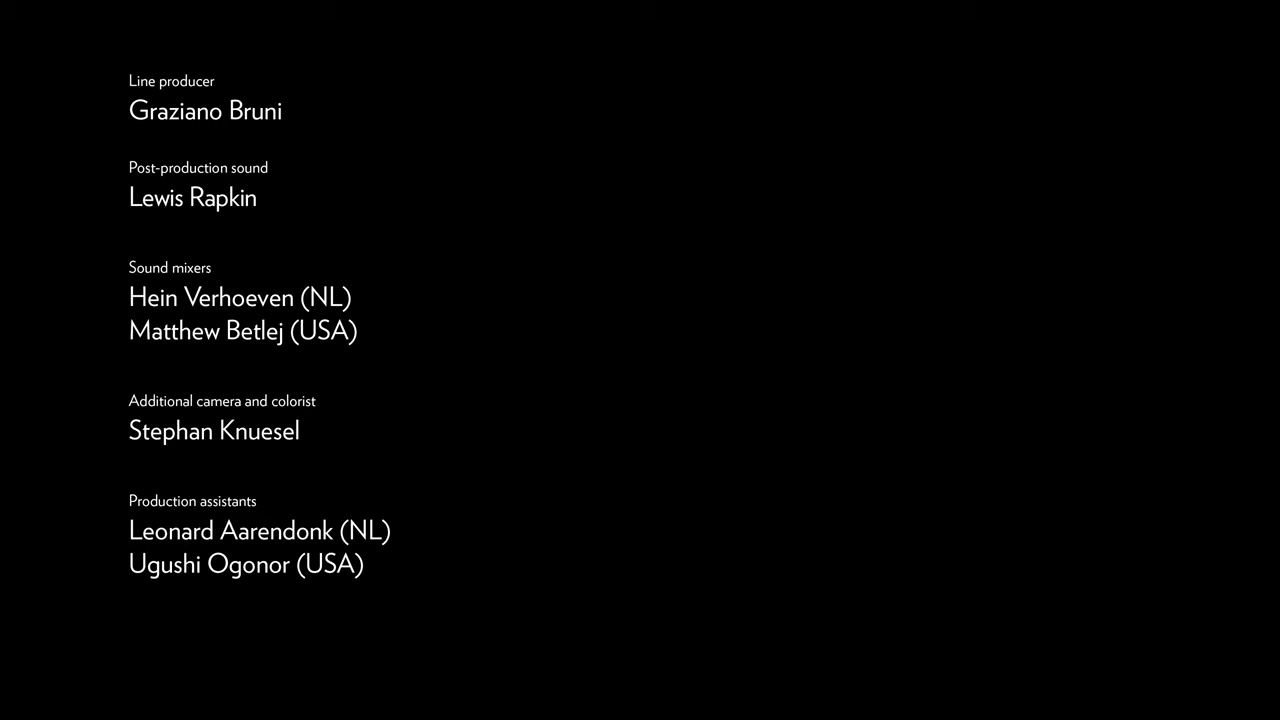 Line producer
Graziano Bruni
Post-production sound
Lewis Rapkin
Sound mixers
Hein Verhoeven (NL)
Matthew Betlej (USA)
Additional camera and colorist
Stephan Knuesel
Production assistants
Leonard Aarendonk (NL)
Ugushi Ogonor (USA)